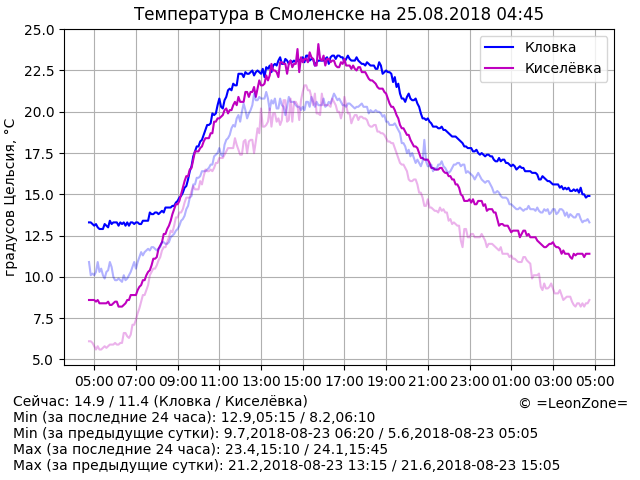 Температура в Смоленске на 25.08.2018 04:45
25.0
22.5
20.0
17.5
15.0
12.5
10.0
7.5
5.0
градусов Цельсия, °C
Кловка
Киселёвка
05:00 07:00 09:00 11:00 13:00 15:00 17:00 19:00 21:00 23:00 01:00 03:00 05:00
Сейчас: 14.9 / 11.4 (Кловка / Киселёвка)
© =LeonZone=
Min (за последние 24 часа): 12.9,05:15 / 8.2,06:10
Min (за предыдущие сутки): 9.7,2018-08-23 06:20 / 5.6,2018-08-23 05:05
Max (за последние 24 часа): 23.4,15:10 / 24.1,15:45
Max (за предыдущие сутки): 21.2,2018-08-23 13:15 / 21.6,2018-08-23 15:05